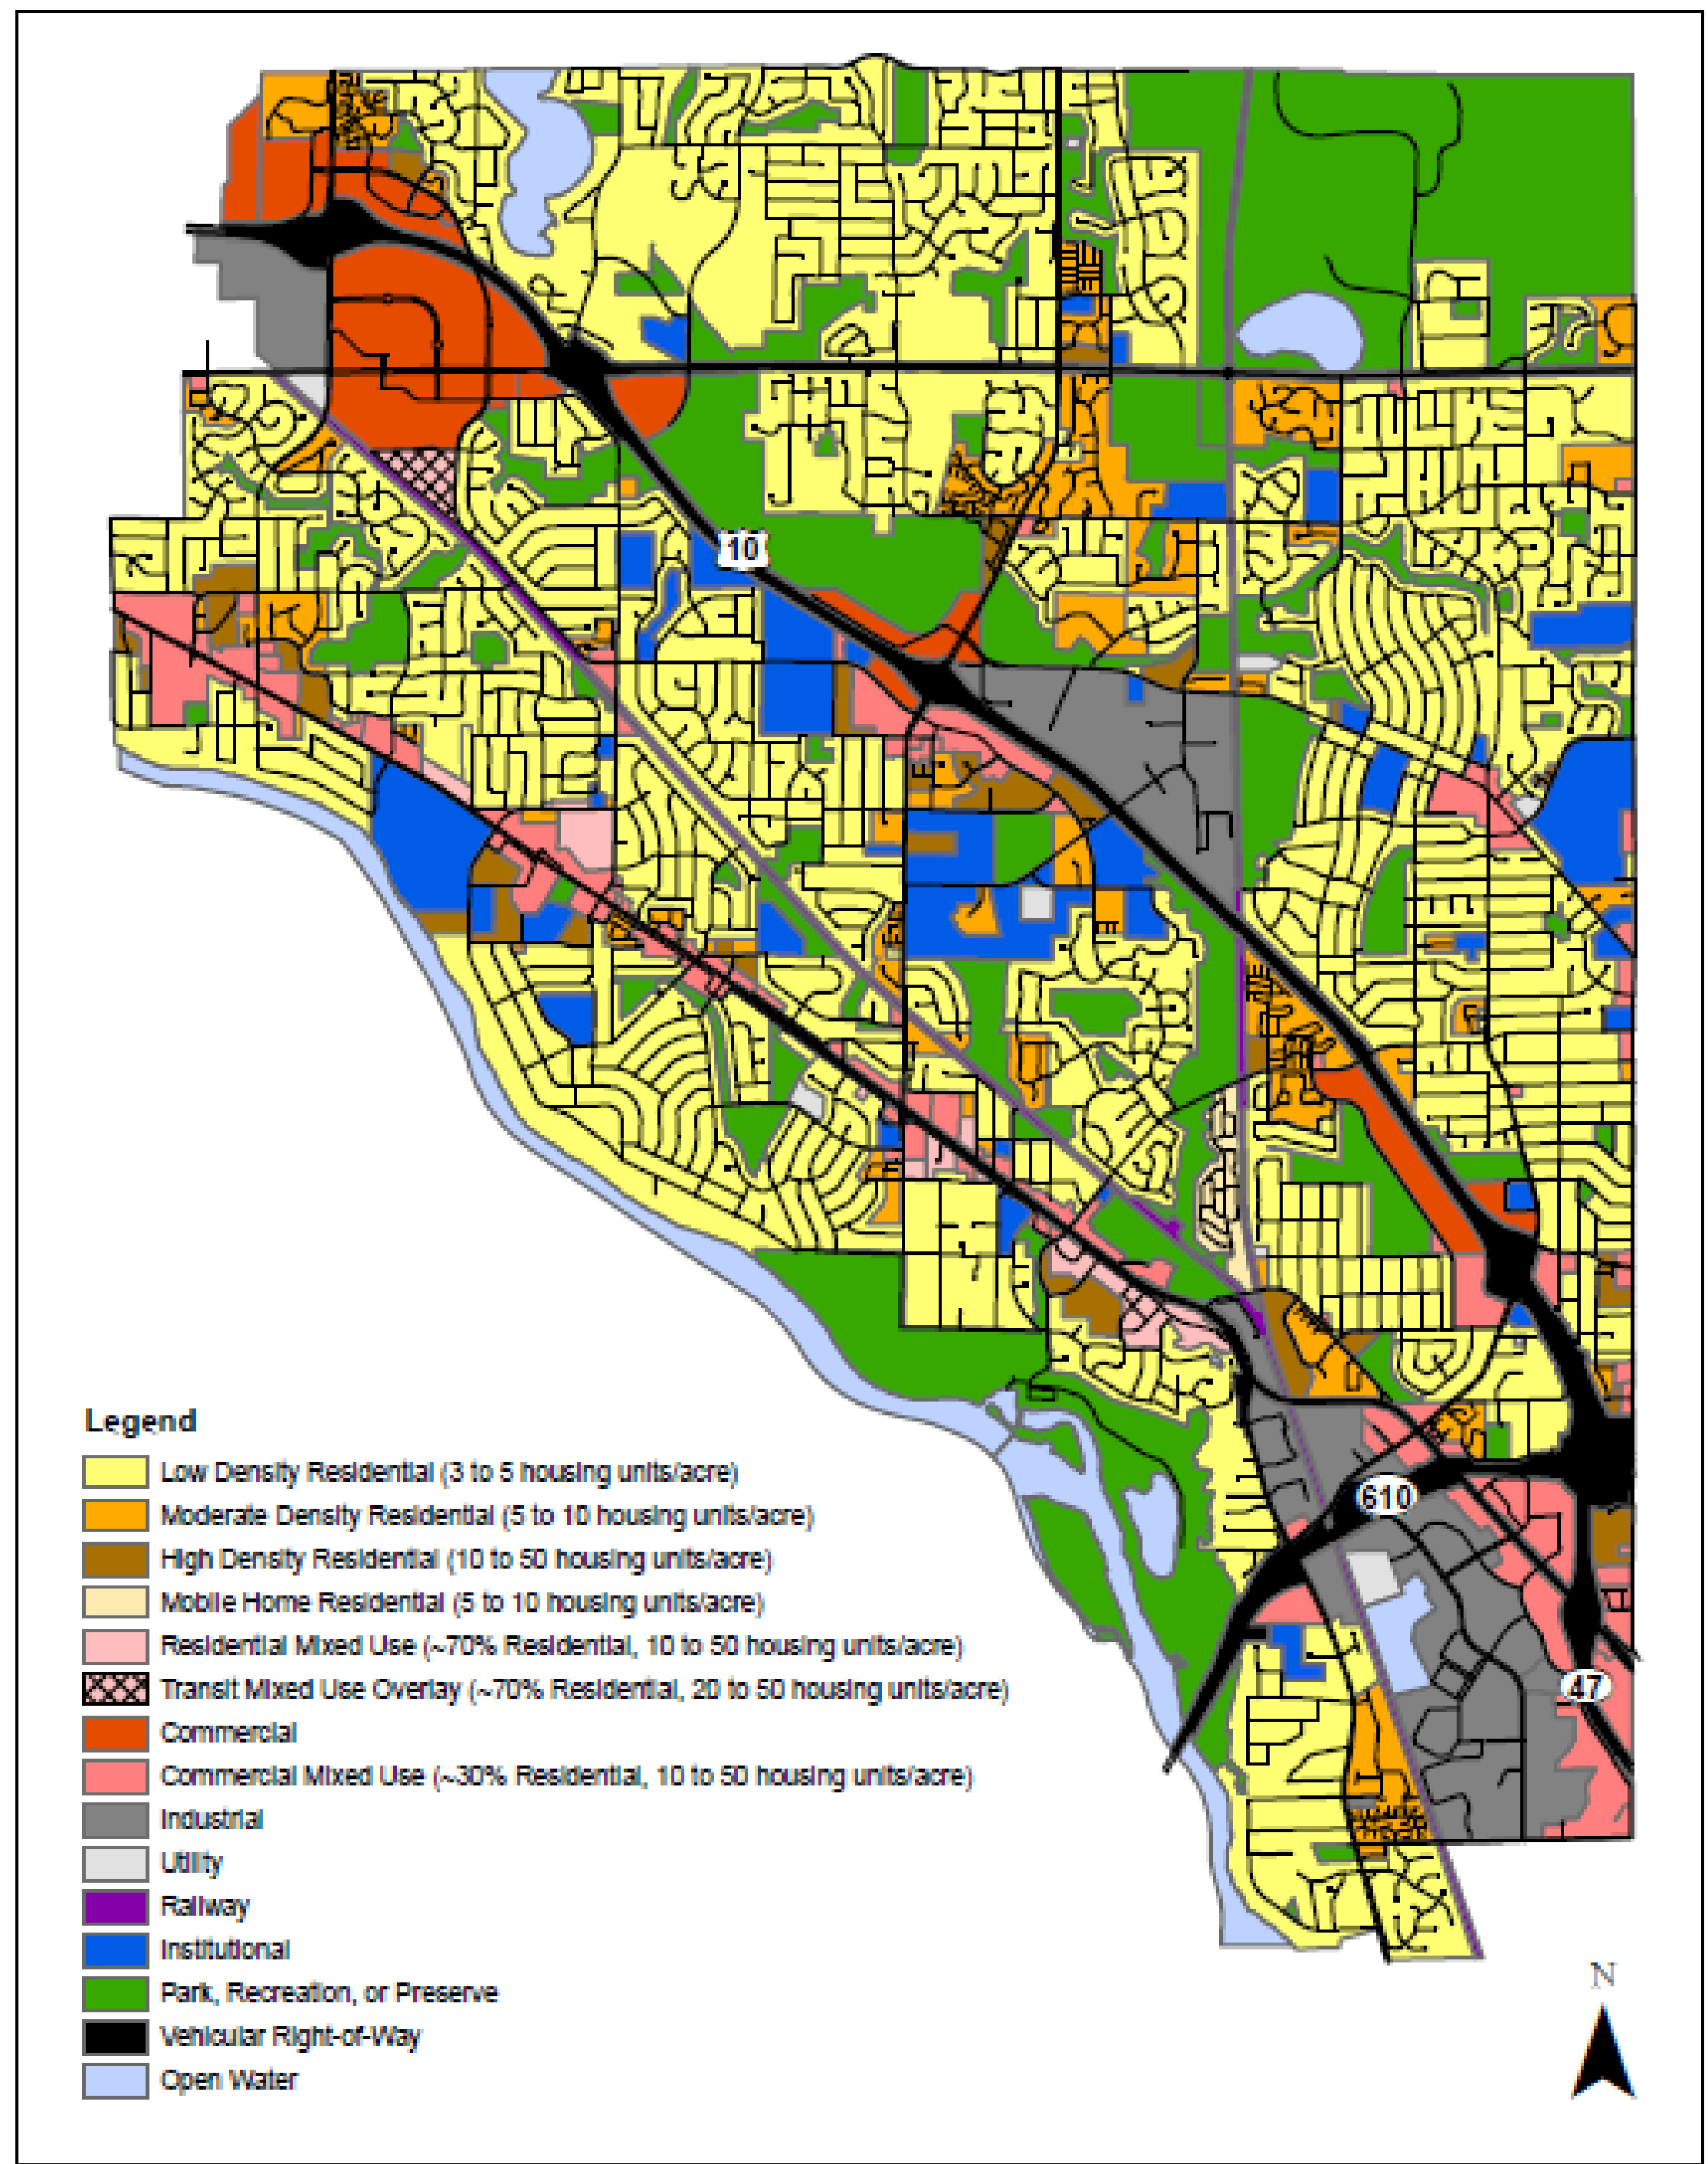 10
Legend
Low Density Residential (3 to 5 housing units/acre)
Moderate Density Residential (5 to 10 housing units/acre)
High Density Residential (10 to 50 housing units/acre)
610
Mobile Home Residential (5 to 10 housing units/acre)
Residential Mixed Use (~70% Residential, 10 to 50 housing units/acre)
Transit Mixed Use Overlay (~70% Residential, 20 to 50 housing units/acre)
47
Commercial
Commercial Mixed Use (~30% Residential, 10 to 50 housing units/acre)
Industrial
Utility
Railway
Institutional
N
Park, Recreation, or Preserve
Vehicular Right-of-Way
Open Water